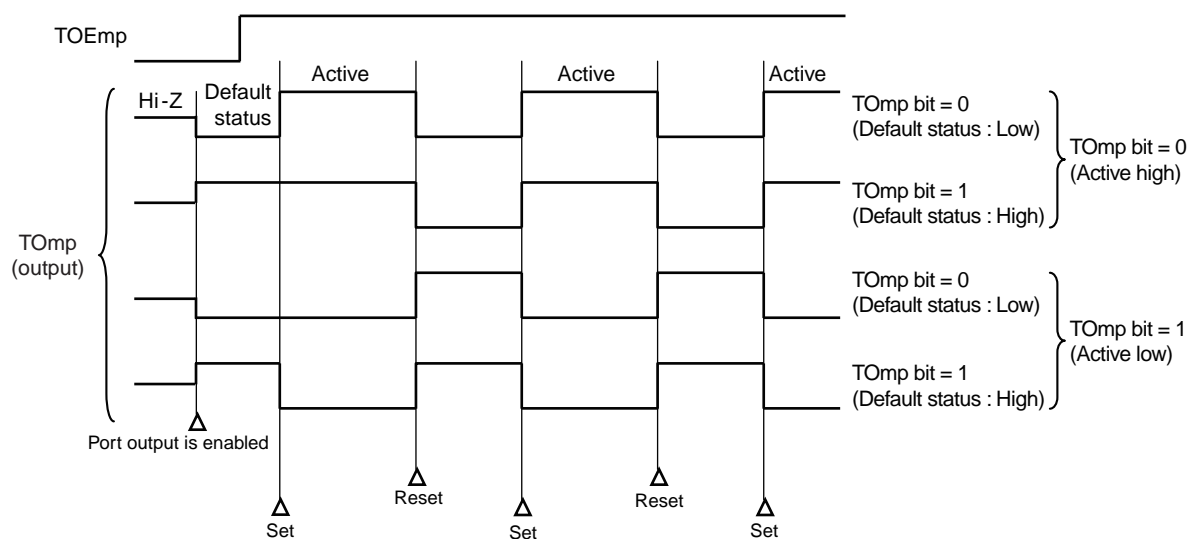 TOEmp
Active
Active
Active
Hi-Z
Default
status
TOmp bit = 0
(Default status : Low)
TOmp bit = 0
(Active high)
TOmp bit = 1
(Default status : High)
TOmp
(output)
TOmp bit = 0
(Default status : Low)
TOmp bit = 1
(Active low)
TOmp bit = 1
(Default status : High)
Port output is enabled
Reset
Reset
Set
Set
Set